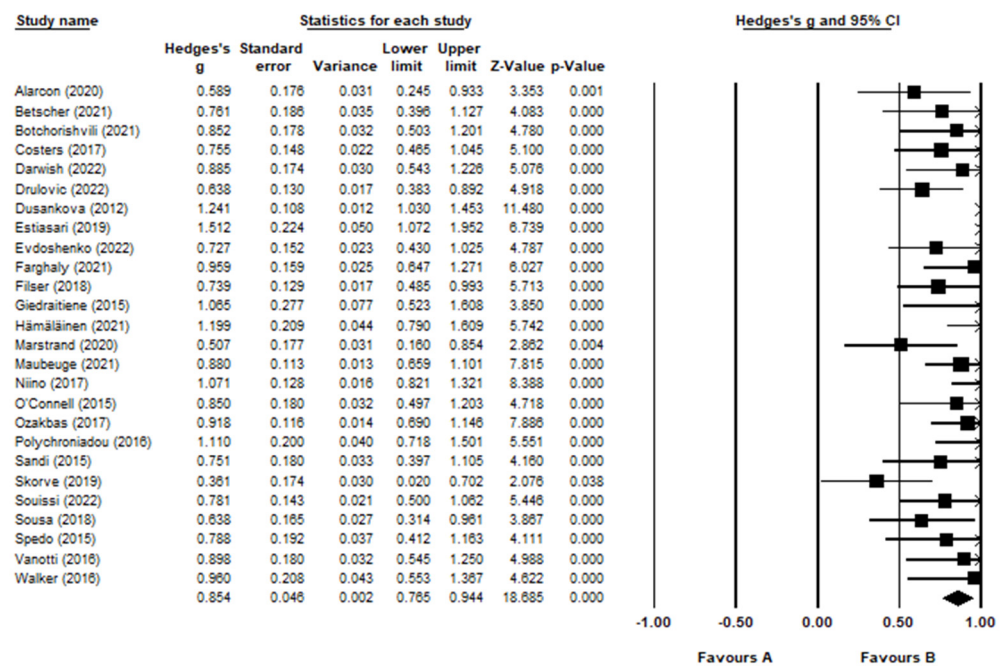 Study name Statistics for each study Hedges's g and 95% CI
Hedges's Standard Lower Upper
g error Variance limit limit Z-Value p-Value
Alarcon (2020) 0.589 0.176 0.031 0.245 0.933 3.353 0.001
Betscher (2021) 0.761 0.186 0.035 0.396 1.127 4.083 0.000
Botchorishvili (2021) 0.852 0.178 0.032 0.503 1.201 4.780 0.000
Costers (2017) 0.755 0.148 0.022 0.465 1.045 5.100 0.000
Darwish (2022) 0.885 0.174 0.030 0.543 1.226 5.076 0.000
Drulovic (2022) 0.638 0.130 0.017 0.383 0.892 4.918 0.000
Dusankova (2012) 1.241 0.108 0.012 1.030 1.453 11.480 0.000
Estiasari (2019) 1.512 0.224 0.050 1.072 1.952 6.739 0.000
Evdoshenko (2022) 0.727 0.152 0.023 0.430 1.025 4.787 0.000
Farghaly (2021) 0.959 0.159 0.025 0.647 1.271 6.027 0.000
Filser (2018) 0.739 0.129 0.017 0.485 0.993 5.713 0.000
Giedraitiene (2015) 1.065 0.277 0.077 0.523 1.608 3.850 0.000
Hämäläinen (2021) 1.199 0.209 0.044 0.790 1.609 5.742 0.000
Marstrand (2020) 0.507 0.177 0.031 0.160 0.854 2.862 0.004
Maubeuge (2021) 0.880 0.113 0.013 0.659 1.101 7.815 0.000
Niino (2017) 1.071 0.128 0.016 0.821 1.321 8.388 0.000
O'Connell (2015) 0.850 0.180 0.032 0.497 1.203 4.718 0.000
Ozakbas (2017) 0.918 0.116 0.014 0.690 1.146 7.886 0.000
Polychroniadou (2016) 1.110 0.200 0.040 0.718 1.501 5.551 0.000
Sandi (2015) 0.751 0.180 0.033 0.397 1.105 4.160 0.000
Skorve (2019) 0.361 0.174 0.030 0.020 0.702 2.076 0.038
Souissi (2022) 0.781 0.143 0.021 0.500 1.062 5.446 0.000
Sousa (2018) 0.638 0.165 0.027 0.314 0.961 3.867 0.000
Spedo (2015) 0.788 0.192 0.037 0.412 1.163 4.111 0.000
Vanotti (2016) 0.898 0.180 0.032 0.545 1.250 4.988 0.000
Walker (2016) 0.960 0.208 0.043 0.553 1.367 4.622 0.000
0.854 0.046 0.002 0.765 0.944 18.685 0.000
-1.00 -0.50 0.00 0.50 1.00
Favours A Favours B